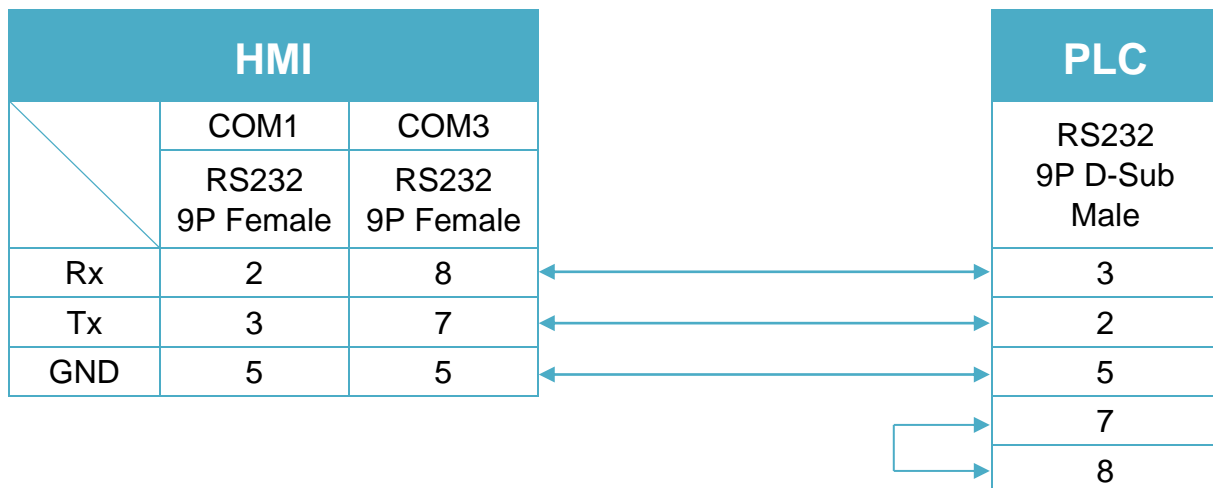 HMI
PLC
COM1
COM3
RS232
9P Female
RS232
9P Female
RS232
9P D-Sub
Male
Rx
2
8
3
Tx
3
7
2
GND
5
5
5
7
8